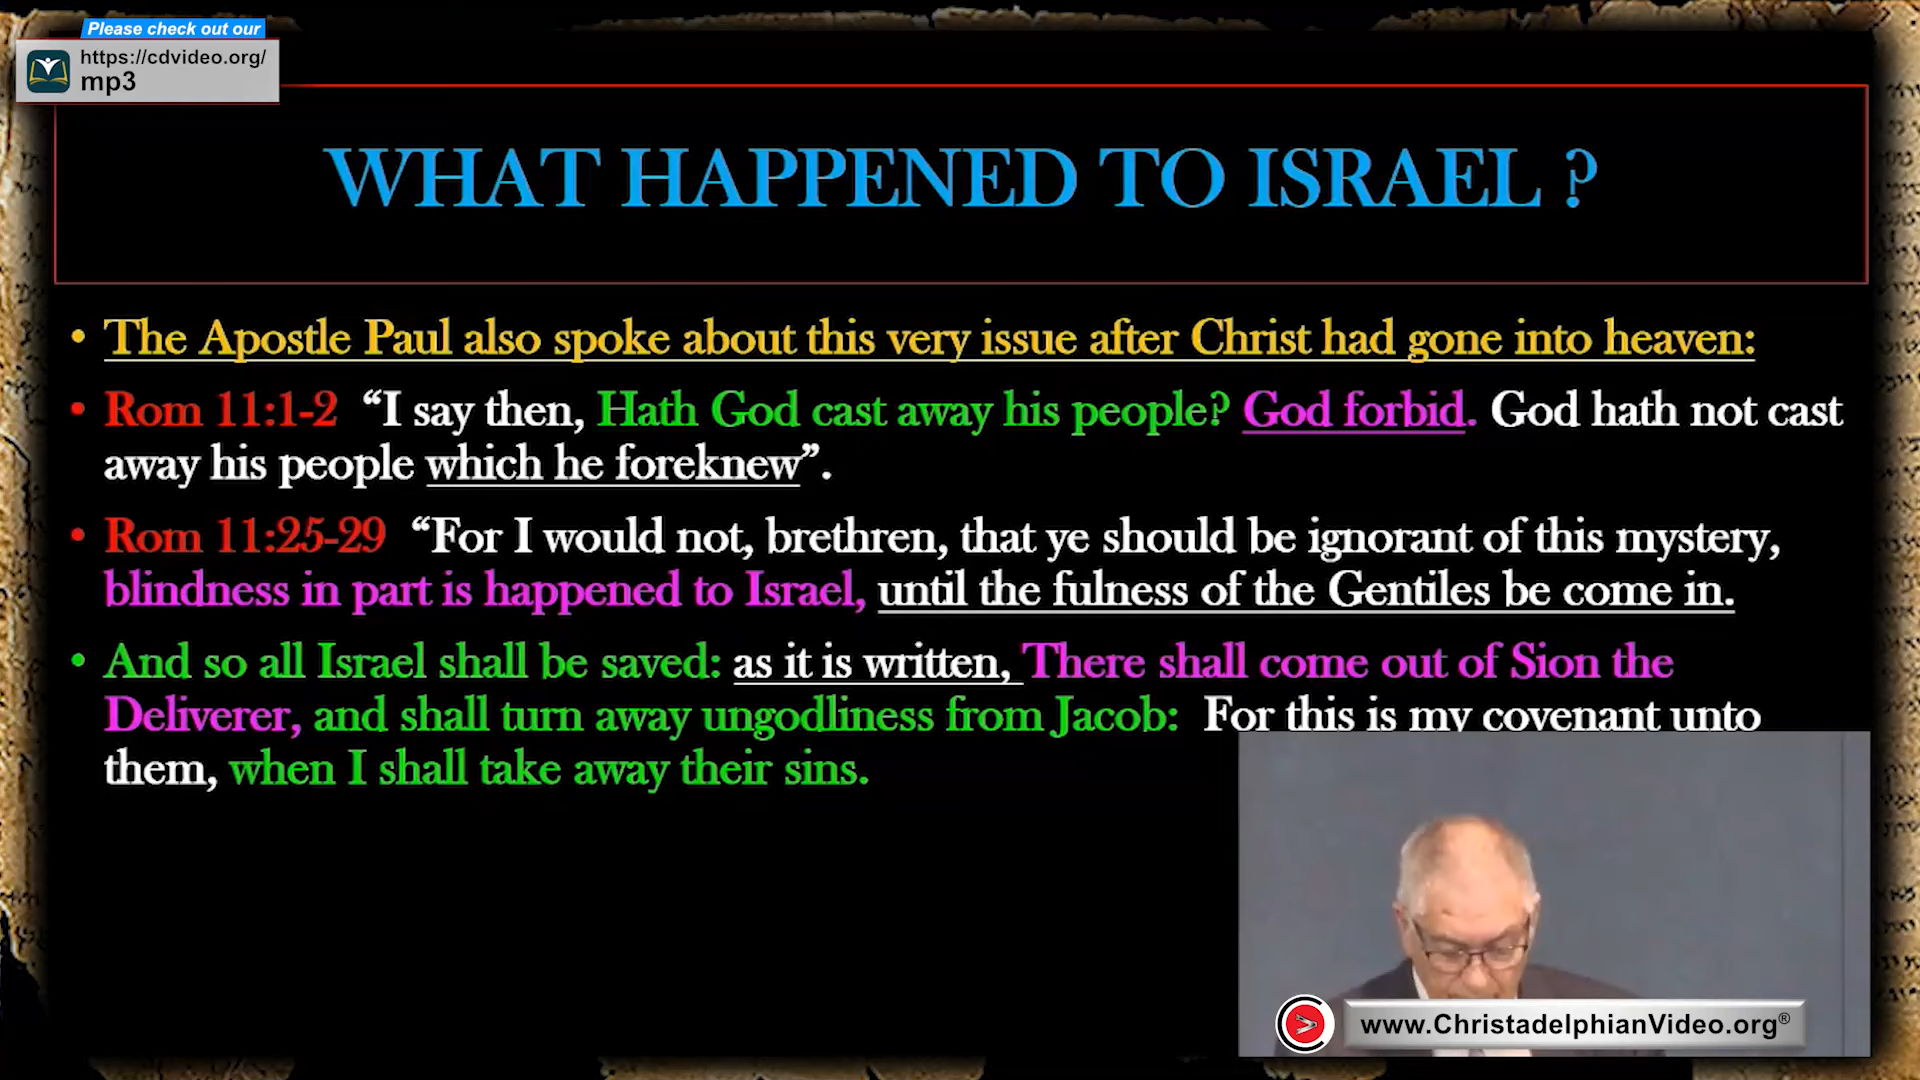 Please check out our
https://cdvideo.org/
mp3
WHAT HAPPENED TO ISRAEL ?
• The Apostle Paul also spoke about this very issue after Christ had gone into heaven:
• Rom 11:1-2 “I say then, Hath God cast away his people? God forbid. God hath not cast
away his people which he foreknew”.
• Rom 11:25-29 “For I would not, brethren, that ye should be ignorant of this mystery,
blindness in part is happened to Israel, until the fulness of the Gentiles be come in.
• And so all Israel shall be saved: as it is written, There shall come out of Sion the
Deliverer, and shall turn away ungodliness from Jacob: For this is my covenant unto
them, when I shall take away their sins.
www.ChristadelphianVideo.org®